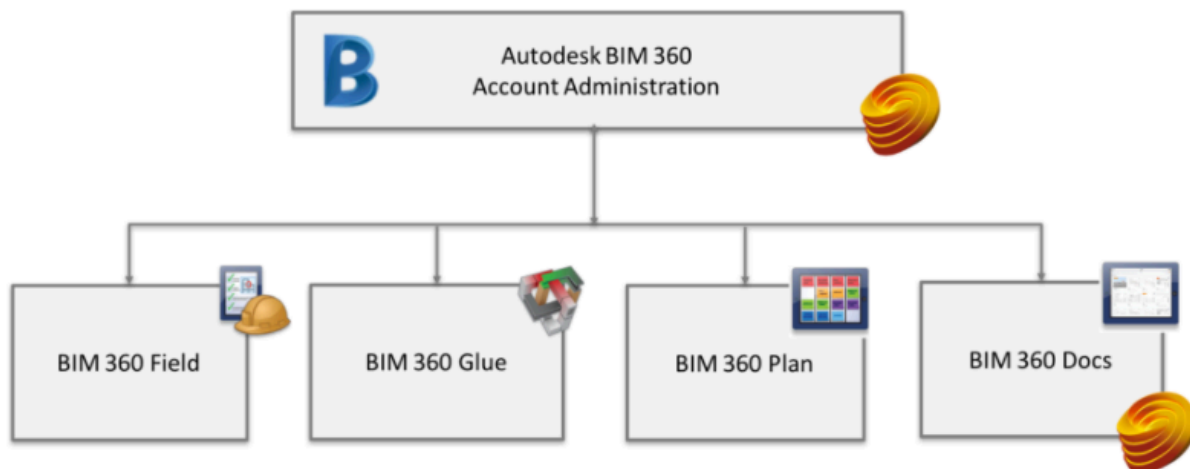 Autodesk BIM 360
Account Administration
BIM 360 Field
BIM 360 Glue
BIM 360 Plan
BIM 360 Docs